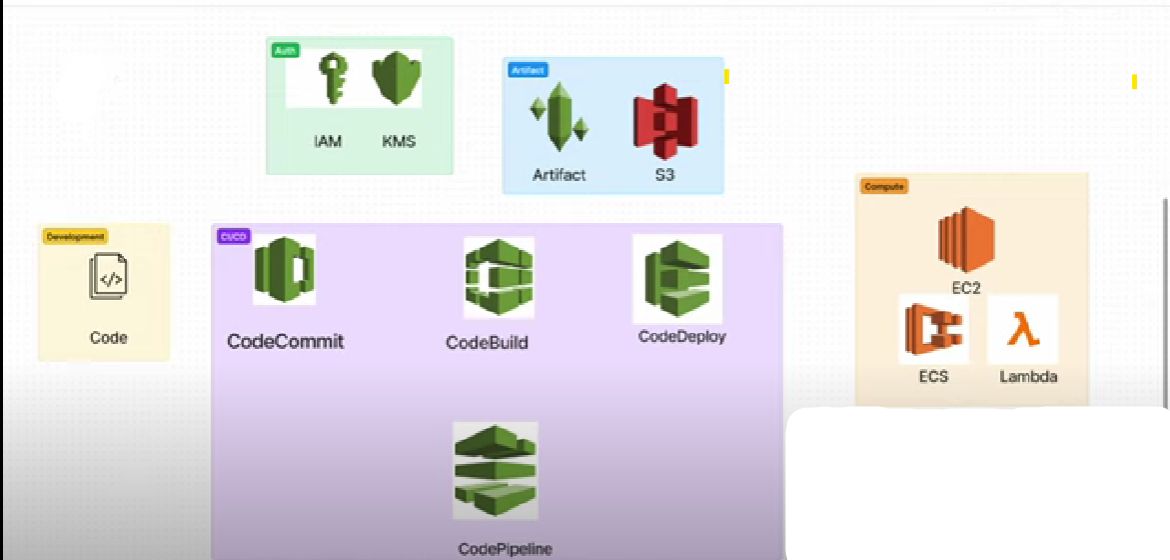 Auth
IAM KMS
Artifact
Artifact S3
Development
</>
Code
CI/CD
CodeCommit CodeBuild CodeDeploy
CodePipeline
Compute
EC2
λ
ECS Lambda